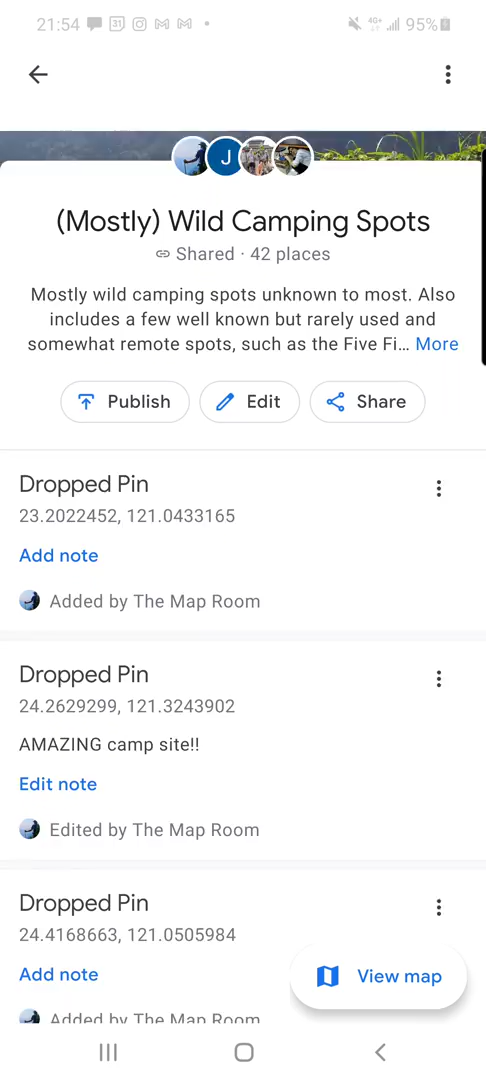 21:54
31
4G+
95%
J
(Mostly) Wild Camping Spots
Shared · 42 places
Mostly wild camping spots unknown to most. Also
includes a few well known but rarely used and
somewhat remote spots, such as the Five Fi... More
Publish
Edit
Share
Dropped Pin
23.2022452, 121.0433165
Add note
Added by The Map Room
Dropped Pin
24.2629299, 121.3243902
AMAZING camp site!!
Edit note
Edited by The Map Room
Dropped Pin
24.4168663, 121.0505984
Add note
View map
Added by The Map Room